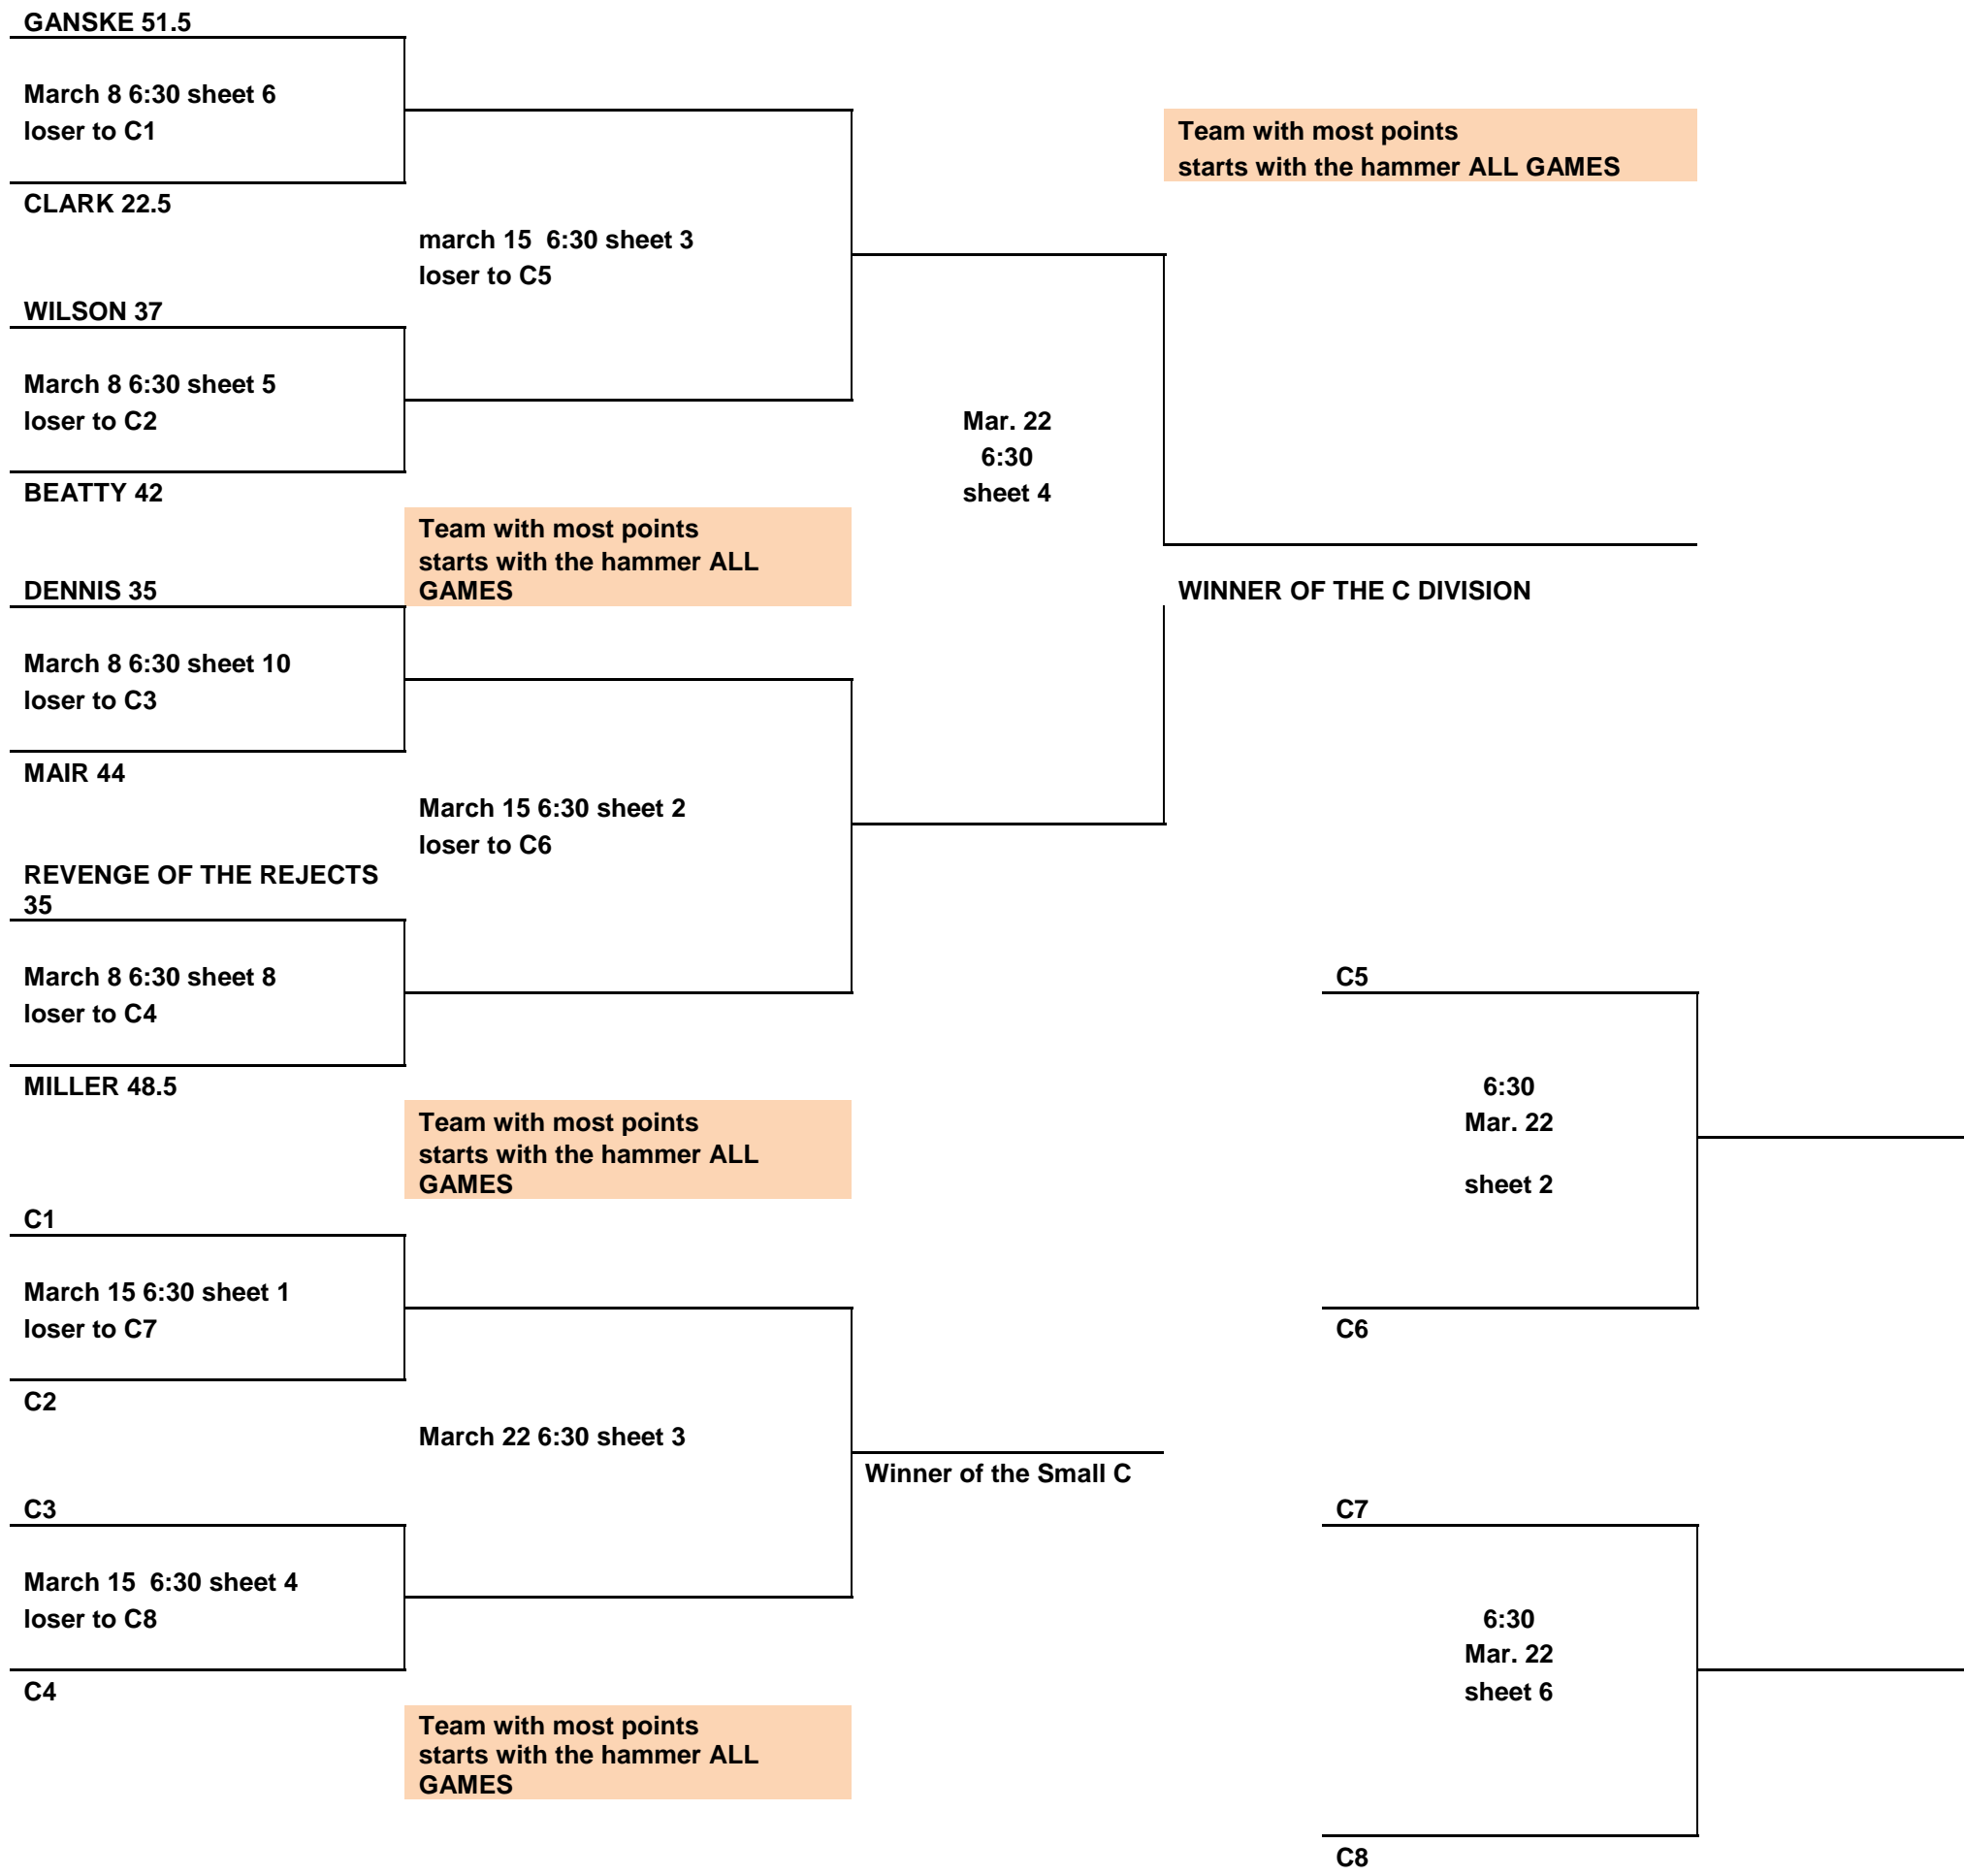 GANSKE 51.5
March 8 6:30 sheet 6
loser to C1
Team with most points
starts with the hammer ALL GAMES
CLARK 22.5
march 15  6:30 sheet 3
loser to C5
WILSON 37
March 8 6:30 sheet 5
loser to C2
Mar. 22
6:30
sheet 4
BEATTY 42
Team with most points
starts with the hammer ALL
GAMES
DENNIS 35
WINNER OF THE C DIVISION
March 8 6:30 sheet 10
loser to C3
MAIR 44
March 15 6:30 sheet 2
loser to C6
REVENGE OF THE REJECTS
35
March 8 6:30 sheet 8
loser to C4
C5
MILLER 48.5
6:30
Mar. 22
sheet 2
Team with most points
starts with the hammer ALL
GAMES
C1
March 15 6:30 sheet 1
loser to C7
C6
C2
March 22 6:30 sheet 3
Winner of the Small C
C3
C7
March 15  6:30 sheet 4
loser to C8
6:30
Mar. 22
sheet 6
C4
Team with most points
starts with the hammer ALL
GAMES
C8